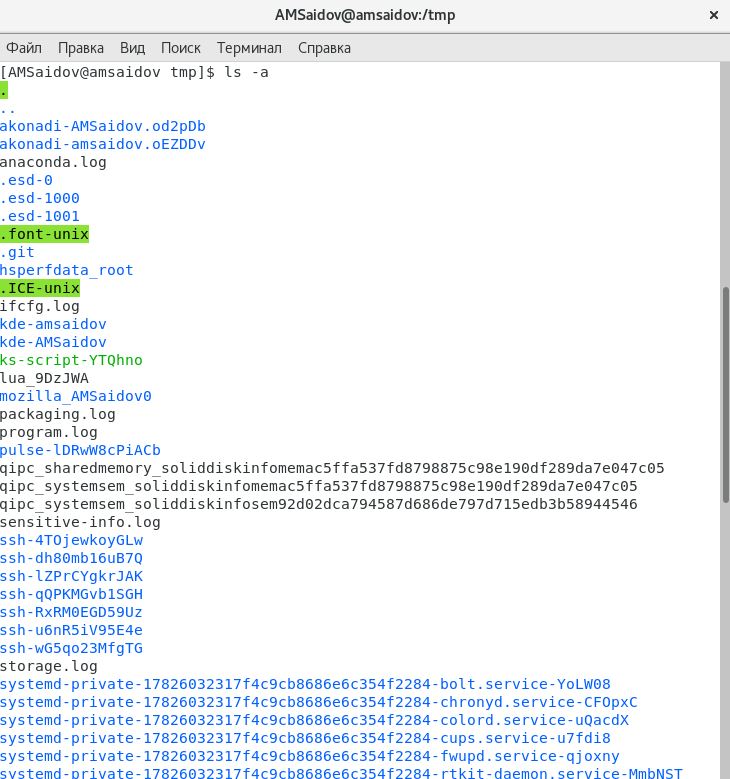 AMSaidov@amsaidov:/tmp
Файл Правка Вид Поиск Терминал Справка
[AMSaidov@amsaidov tmp]$ ls -a
.
..
akonadi-AMSaidov.od2pDb
akonadi-amsaidov.oEZDDv
anaconda.log
.esd-0
.esd-1000
.esd-1001
.font-unix
.git
hsperfdata_root
.ICE-unix
ifcfg.log
kde-amsaidov
kde-AMSaidov
ks-script-YTQhno
lua_9DzJWA
mozilla_AMSaidov0
packaging.log
program.log
pulse-lDRwW8cPiACb
qipc_sharedmemory_soliddiskinfomemac5ffa537fd8798875c98e190df289da7e047c05
qipc_systemsem_soliddiskinfomemac5ffa537fd8798875c98e190df289da7e047c05
qipc_systemsem_soliddiskinfosem92d02dca794587d686de797d715edb3b58944546
sensitive-info.log
ssh-4TOjewkoyGLw
ssh-dh80mb16uB7Q
ssh-lZPrCYgkrJAK
ssh-qQPKMGvb1SGH
ssh-RxRM0EGD59Uz
ssh-u6nR5iV95E4e
ssh-wG5qo23MfgTG
storage.log
systemd-private-17826032317f4c9cb8686e6c354f2284-bolt.service-YoLW08
systemd-private-17826032317f4c9cb8686e6c354f2284-chronyd.service-CFOpxC
systemd-private-17826032317f4c9cb8686e6c354f2284-colord.service-uQacdX
systemd-private-17826032317f4c9cb8686e6c354f2284-cups.service-u7fdi8
systemd-private-17826032317f4c9cb8686e6c354f2284-fwupd.service-qjoxny
systemd-private-17826032317f4c9cb8686e6c354f2284-rtkit-daemon.service-MmbNST